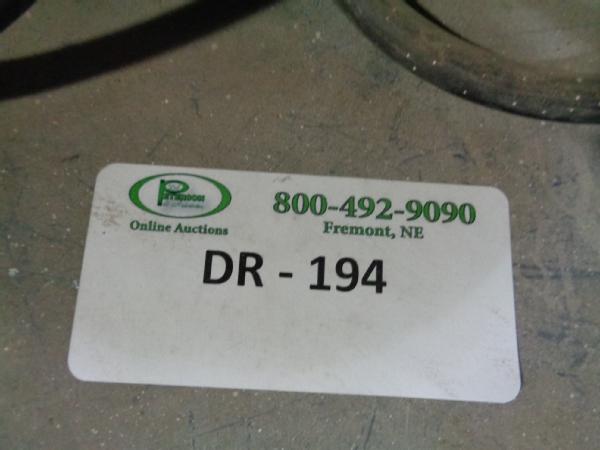 800-492-9090
Online Auctions
Fremont, NE
DR - 194